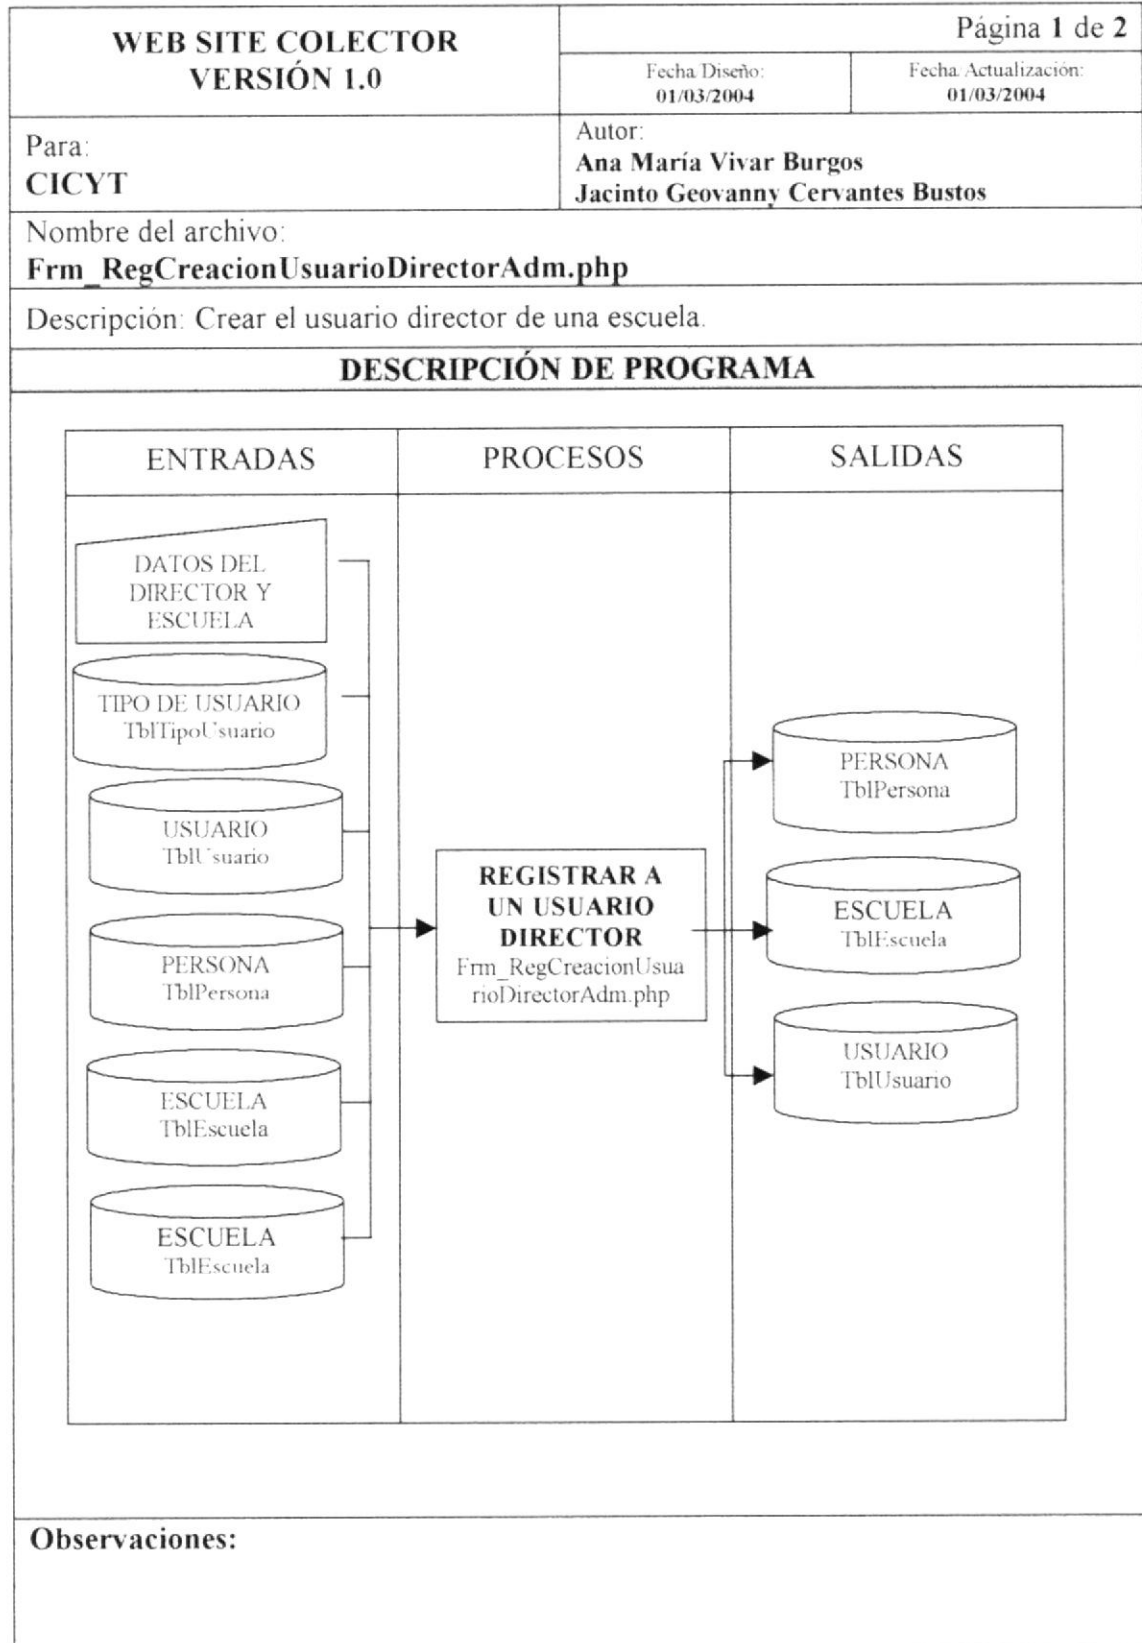 WEB SITE COLECTOR
VERSIÓN 1.0
Página 1 de 2
Fecha Diseño:
01/03/2004
Fecha Actualización:
01/03/2004
Para:
CICYT
Autor:
Ana María Vivar Burgos
Jacinto Geovanny Cervantes Bustos
Nombre del archivo:
Frm_RegCreacionUsuarioDirectorAdm.php
Descripción: Crear el usuario director de una escuela.
DESCRIPCIÓN DE PROGRAMA
ENTRADAS
PROCESOS
SALIDAS
DATOS DEL
DIRECTOR Y
ESCUELA
TIPO DE USUARIO
TblTipoUsuario
USUARIO
TblUsuario
PERSONA
TblPersona
ESCUELA
TblEscuela
ESCUELA
TblEscuela
REGISTRAR A
UN USUARIO
DIRECTOR
Frm_RegCreacionUsua
rioDirectorAdm.php
PERSONA
TblPersona
ESCUELA
TblEscuela
USUARIO
TblUsuario
Observaciones: